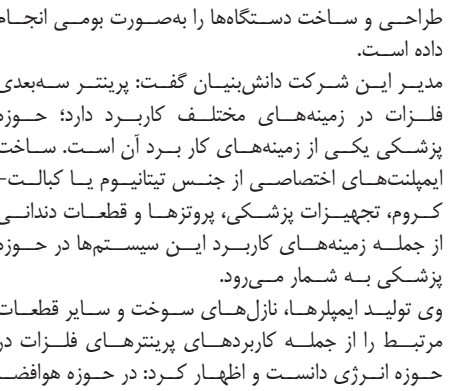 طراحی و ساخت دستگاه‌ها را به‌صورت بومی انجام
داده است.
مدیر این شرکت دانش‌بنیان گفت: پرینتر سه‌بعدی
فلزات در زمینه‌های مختلف کاربرد دارد؛ حوزه
پزشکی یکی از زمینه‌های کار برد آن است. ساخت
ایمپلنت‌های اختصاصی از جنس تیتانیوم یا کبالت-
کروم، تجهیزات پزشکی، پروتزها و قطعات دندانی
از جمله زمینه‌های کاربرد این سیستم‌ها در حوزه
پزشکی به شمار می‌رود.
وی تولید ایمپلرها، نازل‌های سوخت و سایر قطعات
مرتبط را از جمله کاربردهای پرینترهای فلزات در
حوزه انرژی دانست و اظهار کرد: در حوزه هوافضا